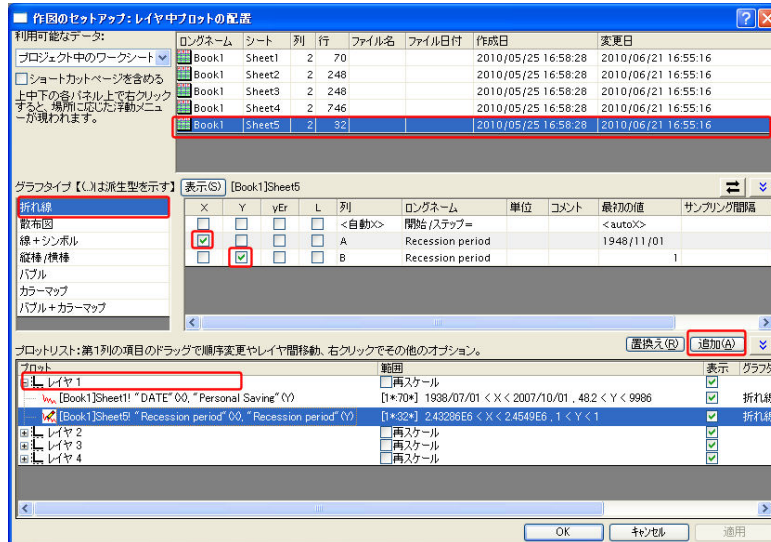 作図のセットアップ: レイヤ中プロットの配置
利用可能なデータ:
プロジェクト中のワークシート
ショートカットページを含める
上中下の各パネル上で右クリック
すると、場所に応じた浮動メニュ
ーが現われます。
ロングネーム シート 列 行 ファイル名 ファイル日付 作成日 変更日
Book1 Sheet1 2 70 2010/05/25 16:58:28 2010/06/21 16:55:16
Book1 Sheet2 2 248 2010/05/25 16:58:28 2010/06/21 16:55:16
Book1 Sheet3 2 248 2010/05/25 16:58:28 2010/06/21 16:55:16
Book1 Sheet4 2 746 2010/05/25 16:58:28 2010/06/21 16:55:16
Book1 Sheet5 2 32 2010/05/25 16:58:28 2010/06/21 16:55:16
グラフタイプ【(...)は派生型を示す】 表示(S) [Book1]Sheet5
折れ線
散布図
線+シンボル
縦棒/横棒
バブル
カラーマップ
バブル+カラーマップ
X Y yEr L 列 ロングネーム 単位 コメント 最初の値 サンプリング間隔
<自動X> 開始/ステップ= <autoX>
A Recession period 1948/11/01
B Recession period 1
プロットリスト: 第1列の項目のドラッグで順序変更やレイヤ間移動、右クリックでその他のオプション。 置換え(R) 追加(A)
プロット 範囲 表示 グラフタ
レイヤ 1 再スケール
[Book1]Sheet1! "DATE" (X), "Personal Saving" (Y) [1*:70*] 1938/07/01 < X < 2007/10/01 , 48.2 < Y < 9986 折れ線
[Book1]Sheet5! "Recession period" (X), "Recession period" (Y) [1*:32*] 2.43286E6 < X < 2.4549E6 , 1 < Y < 1 折れ線
レイヤ 2 再スケール
レイヤ 3 再スケール
レイヤ 4 再スケール
OK キャンセル 適用